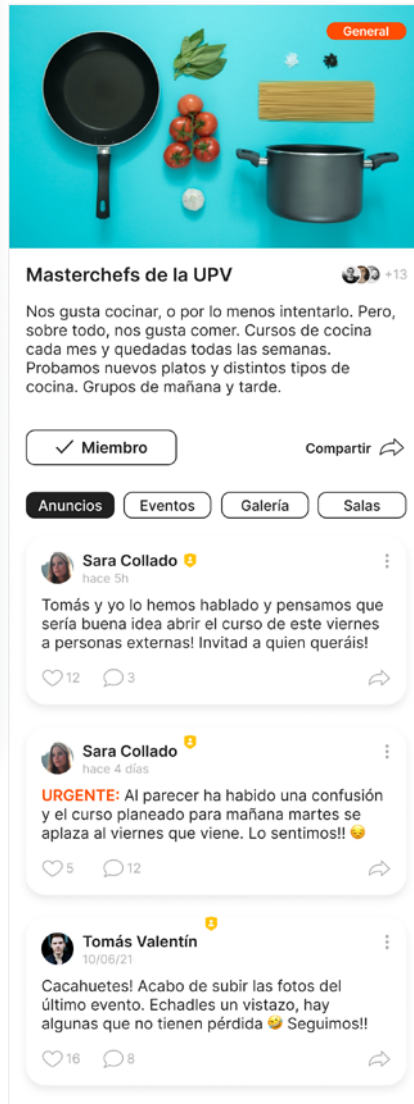 General
Masterchefs de la UPV
+13
Nos gusta cocinar, o por lo menos intentarlo. Pero,
sobre todo, nos gusta comer. Cursos de cocina
cada mes y quedadas todas las semanas.
Probamos nuevos platos y distintos tipos de
cocina. Grupos de mañana y tarde.
Miembro
Compartir
Anuncios Eventos Galería Salas
Sara Collado
hace 5h
Tomás y yo lo hemos hablado y pensamos que
sería buena idea abrir el curso de este viernes
a personas externas! Invitad a quien queráis!
12 3
Sara Collado
hace 4 días
URGENTE: Al parecer ha habido una confusión
y el curso planeado para mañana martes se
aplaza al viernes que viene. Lo sentimos!! 😔
5 12
Tomás Valentín
10/06/21
Cacahuetes! Acabo de subir las fotos del
último evento. Echadles un vistazo, hay
algunas que no tienen pérdida 🤣 Seguimos!!
16 8